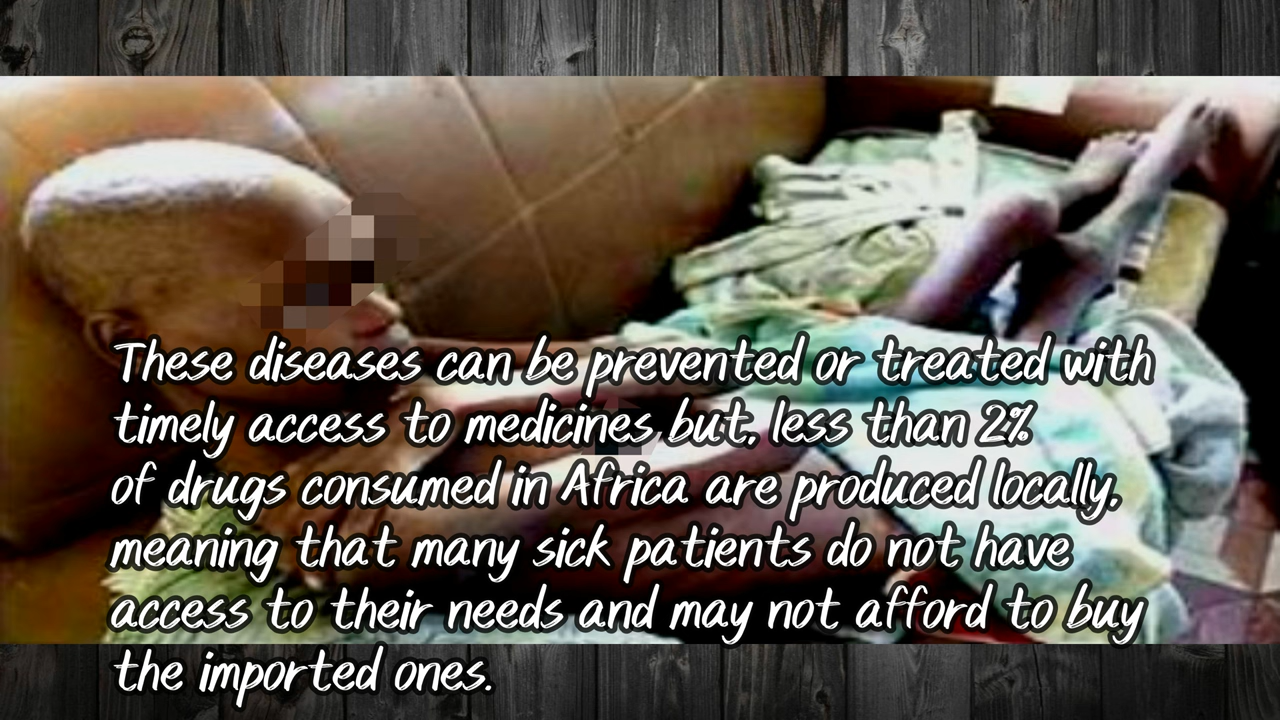 These diseases can be prevented or treated with
timely access to medicines but, less than 2%
of drugs consumed in Africa are produced locally,
meaning that many sick patients do not have
access to their needs and may not afford to buy
the imported ones.